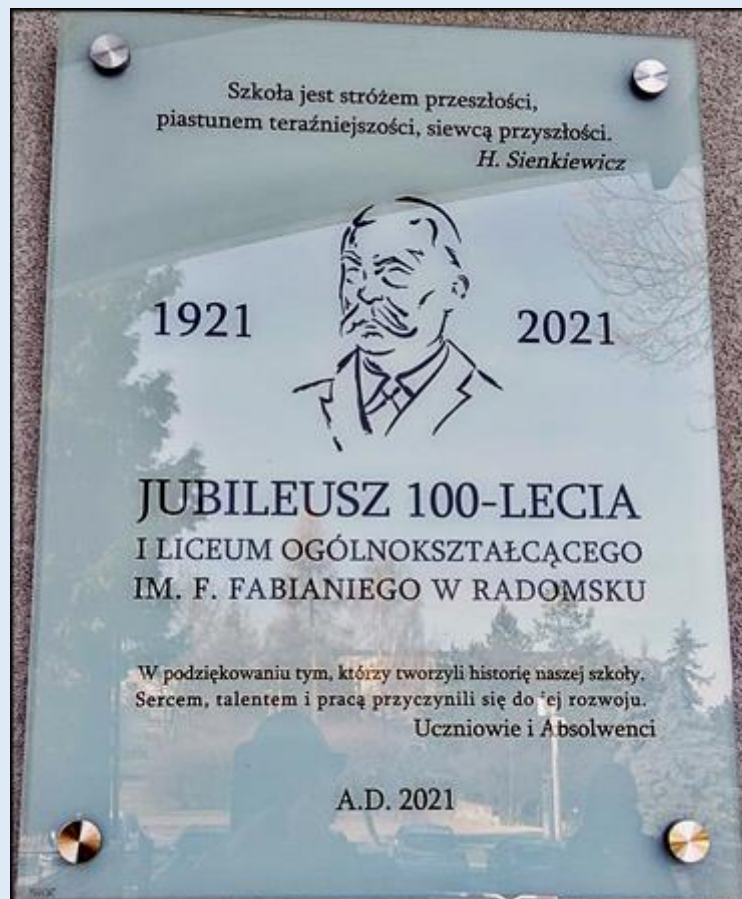 Szkoła jest stróżem przeszłości,
piastunem teraźniejszości, siewcą przyszłości.
H. Sienkiewicz
1921
2021
JUBILEUSZ 100-LECIA
I LICEUM OGÓLNOKSZTAŁCĄCEGO
IM. F. FABIANIEGO W RADOMSKU
W podziękowaniu tym, którzy tworzyli historię naszej szkoły.
Sercem, talentem i pracą przyczynili się do jej rozwoju.
Uczniowie i Absolwenci
A.D. 2021